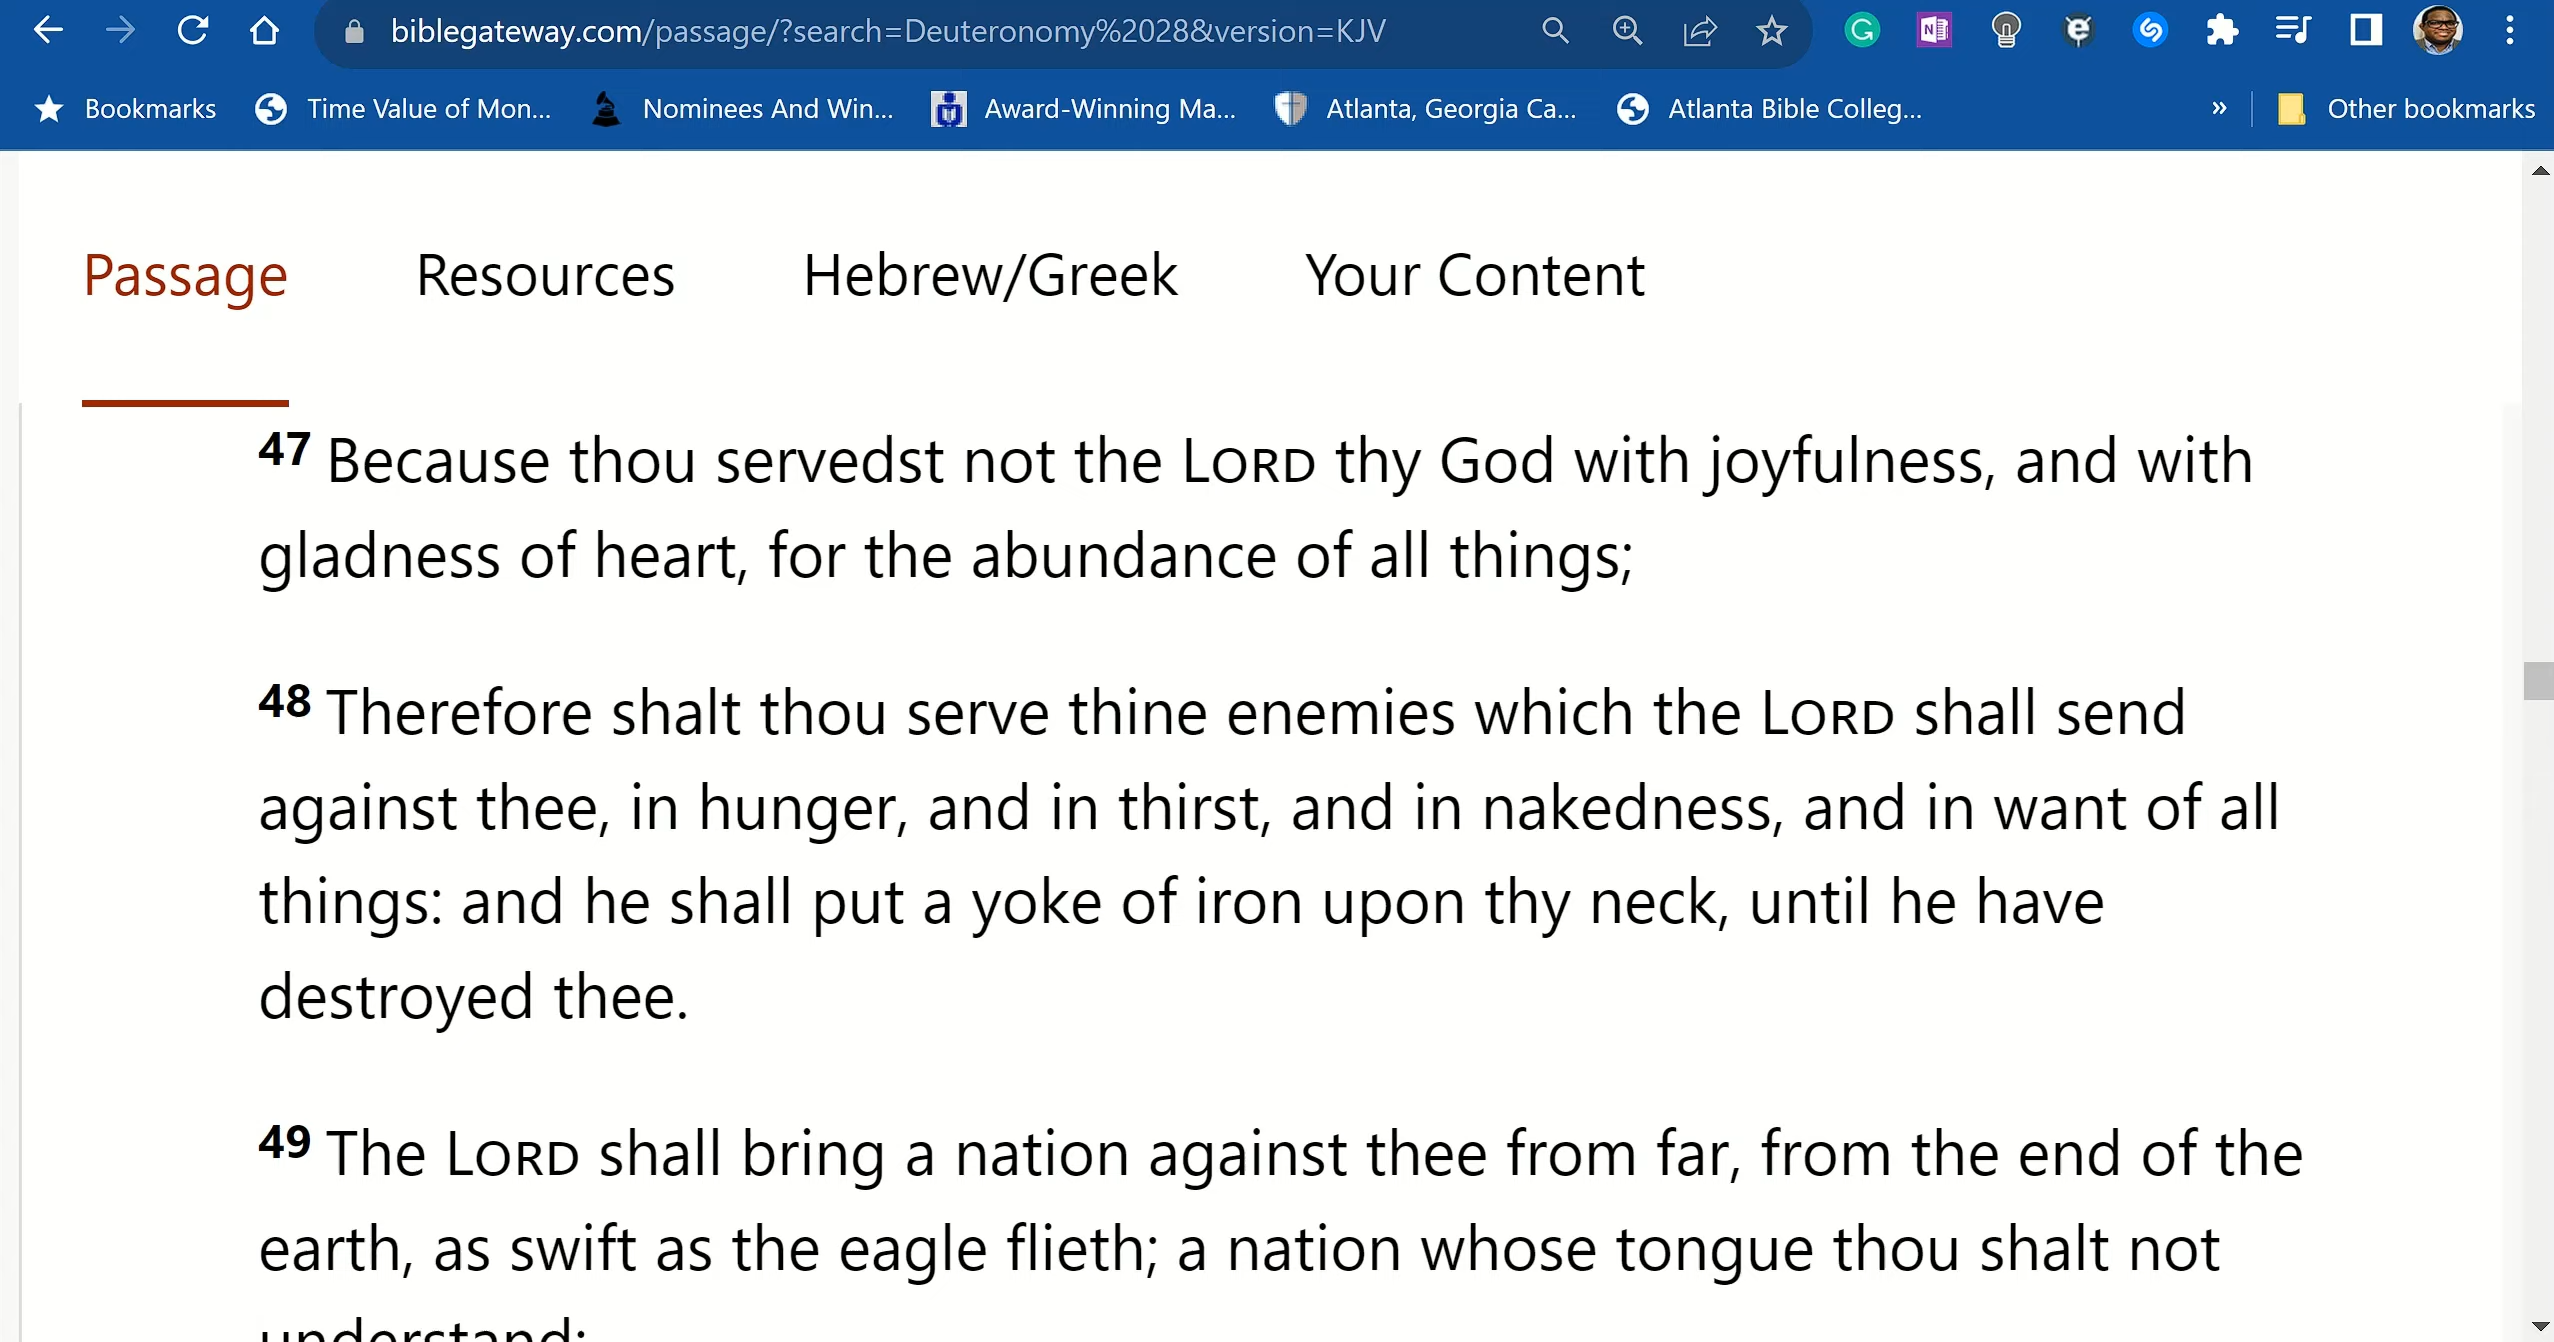 biblegateway.com/passage/?search=Deuteronomy%2028&version=KJV
Bookmarks Time Value of Mon... Nominees And Win... Award-Winning Ma... Atlanta, Georgia Ca... Atlanta Bible Colleg... » Other bookmarks
Passage Resources Hebrew/Greek Your Content
47 Because thou servedst not the LORD thy God with joyfulness, and with
gladness of heart, for the abundance of all things;
48 Therefore shalt thou serve thine enemies which the LORD shall send
against thee, in hunger, and in thirst, and in nakedness, and in want of all
things: and he shall put a yoke of iron upon thy neck, until he have
destroyed thee.
49 The LORD shall bring a nation against thee from far, from the end of the
earth, as swift as the eagle flieth; a nation whose tongue thou shalt not
understand;